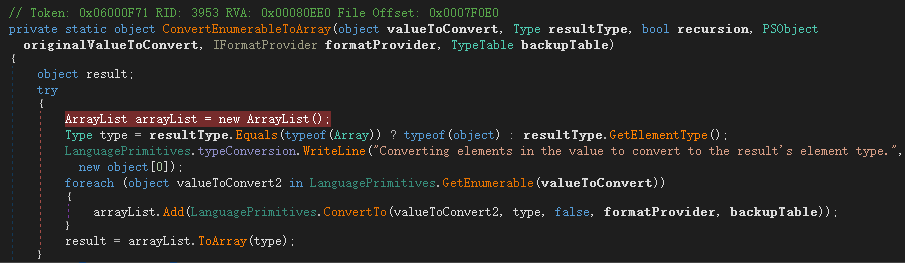 // Token: 0x06000F71 RID: 3953 RVA: 0x00080EE0 File Offset: 0x0007F0E0
private static object ConvertEnumerableToArray(object valueToConvert, Type resultType, bool recursion, PSObject
originalValueToConvert, IFormatProvider formatProvider, TypeTable backupTable)
{
object result;
try
{
ArrayList arrayList = new ArrayList();
Type type = resultType.Equals(typeof(Array)) ? typeof(object) : resultType.GetElementType();
LanguagePrimitives.typeConversion.WriteLine("Converting elements in the value to convert to the result's element type.",
new object[0]);
foreach (object valueToConvert2 in LanguagePrimitives.GetEnumerable(valueToConvert))
{
arrayList.Add(LanguagePrimitives.ConvertTo(valueToConvert2, type, false, formatProvider, backupTable));
}
result = arrayList.ToArray(type);
}